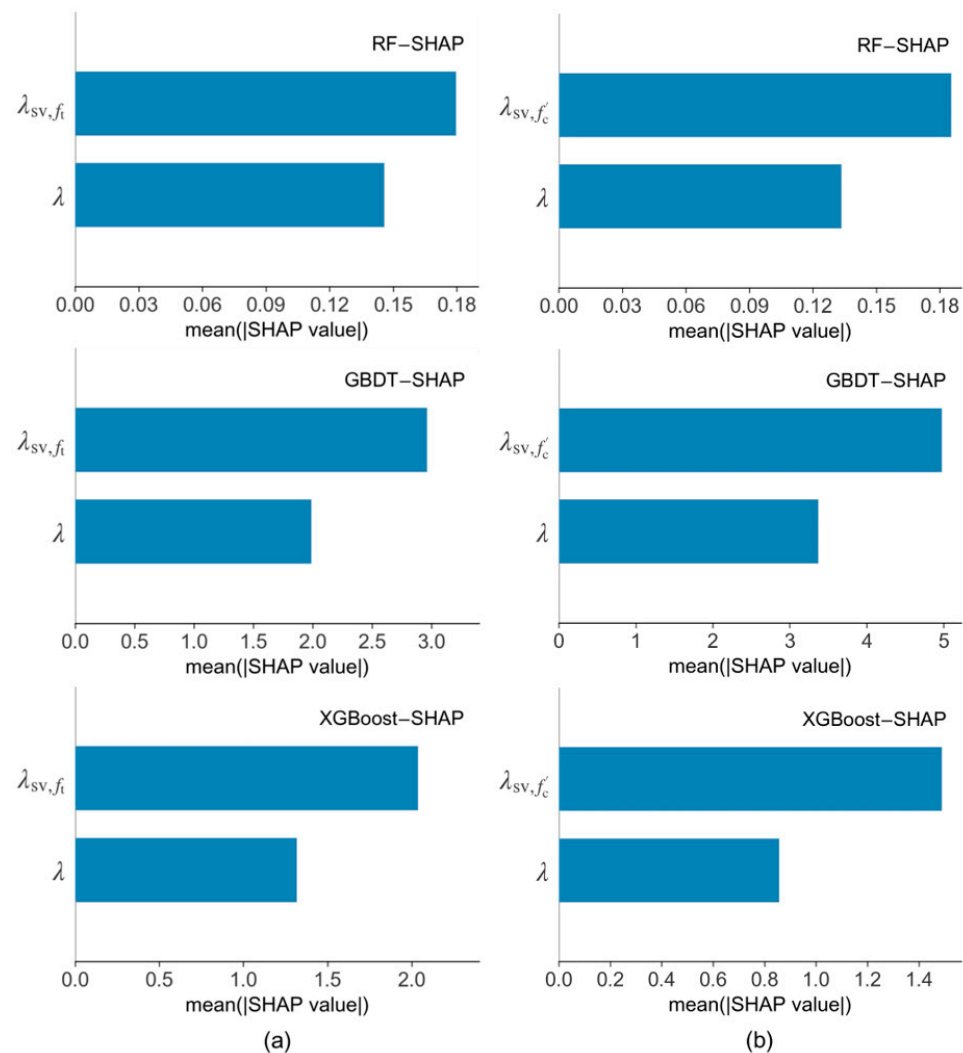 RF–SHAP
λsv,ft
λ
0.00 0.03 0.06 0.09 0.12 0.15 0.18
mean(|SHAP value|)
RF–SHAP
λsv,fc′
λ
0.00 0.03 0.06 0.09 0.12 0.15 0.18
mean(|SHAP value|)
GBDT–SHAP
λsv,ft
λ
0.0 0.5 1.0 1.5 2.0 2.5 3.0
mean(|SHAP value|)
GBDT–SHAP
λsv,fc′
λ
0 1 2 3 4 5
mean(|SHAP value|)
XGBoost–SHAP
λsv,ft
λ
0.0 1.0 2.0
mean(|SHAP value|)
(a)
XGBoost–SHAP
λsv,fc′
λ
0.0 0.2 0.4 0.6 0.8 1.0 1.2 1.4
mean(|SHAP value|)
(b)